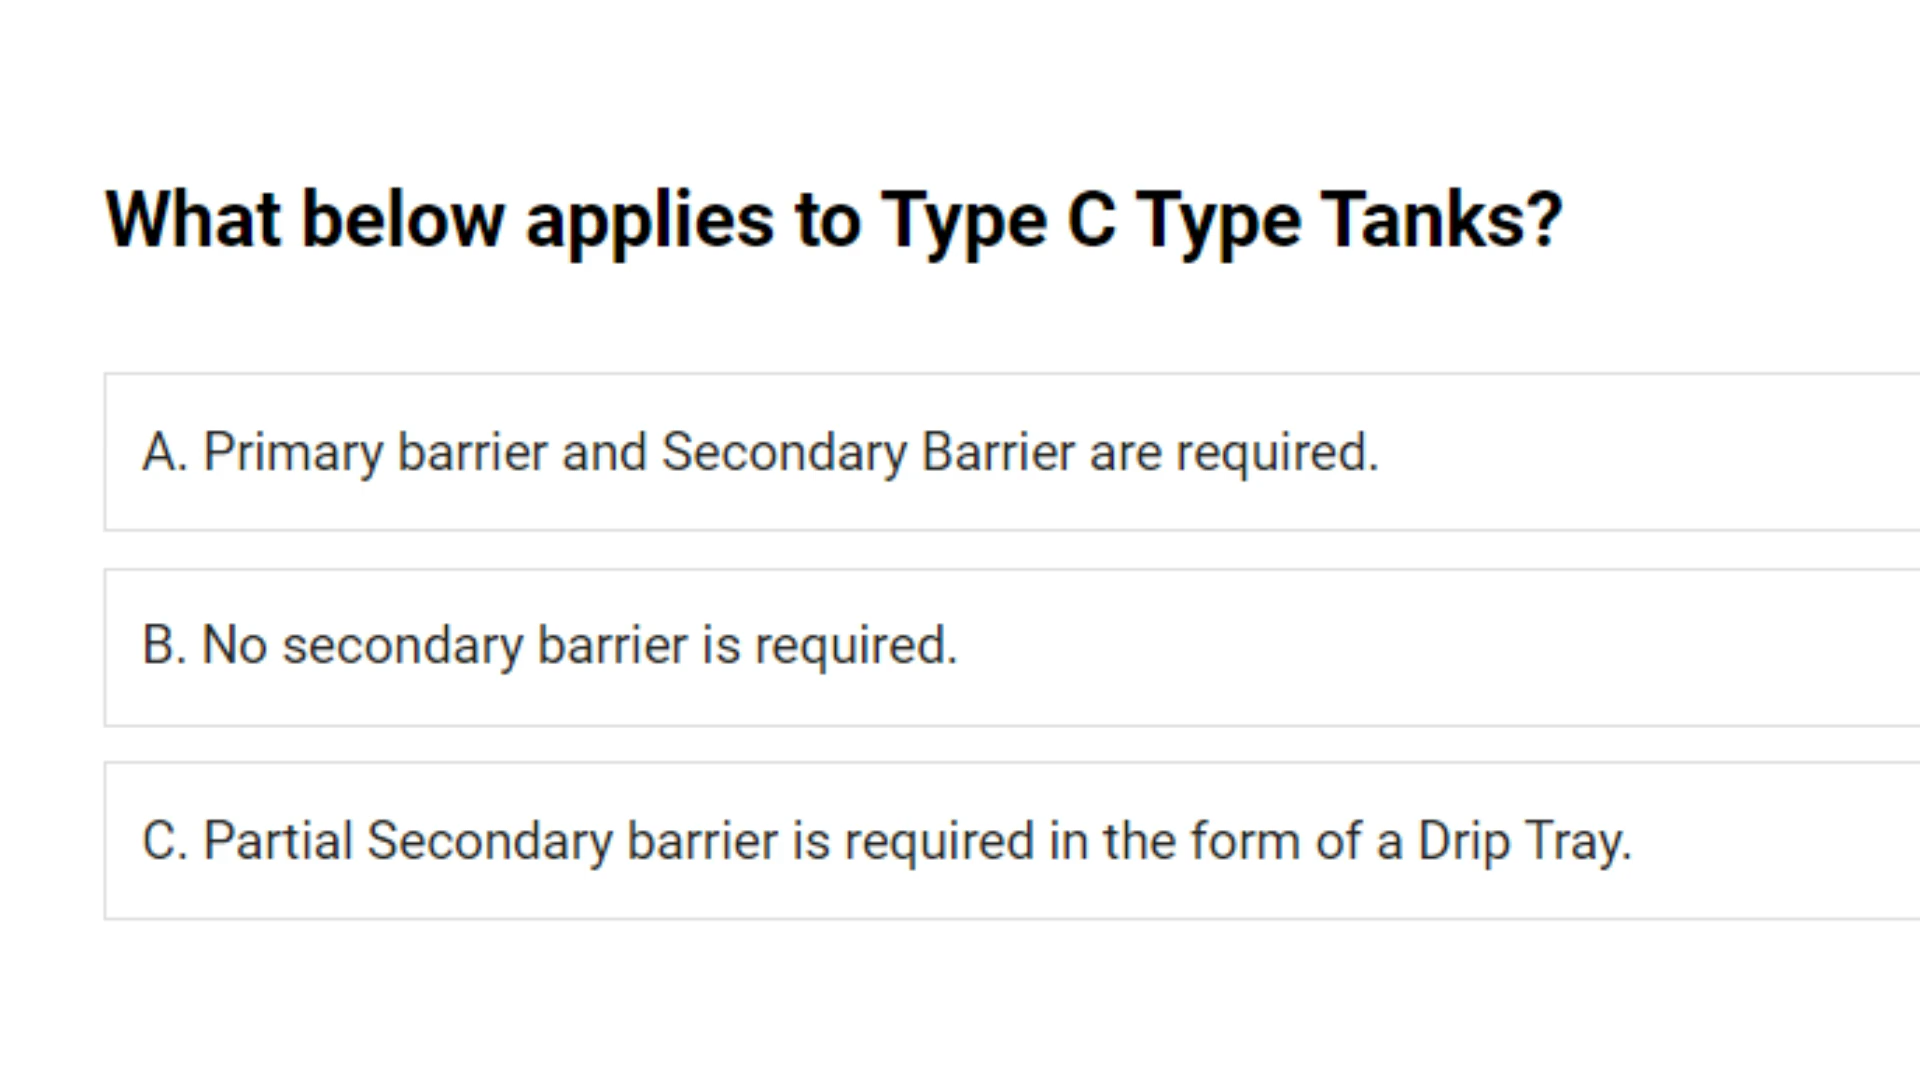 What below applies to Type C Type Tanks?
A. Primary barrier and Secondary Barrier are required.
B. No secondary barrier is required.
C. Partial Secondary barrier is required in the form of a Drip Tray.